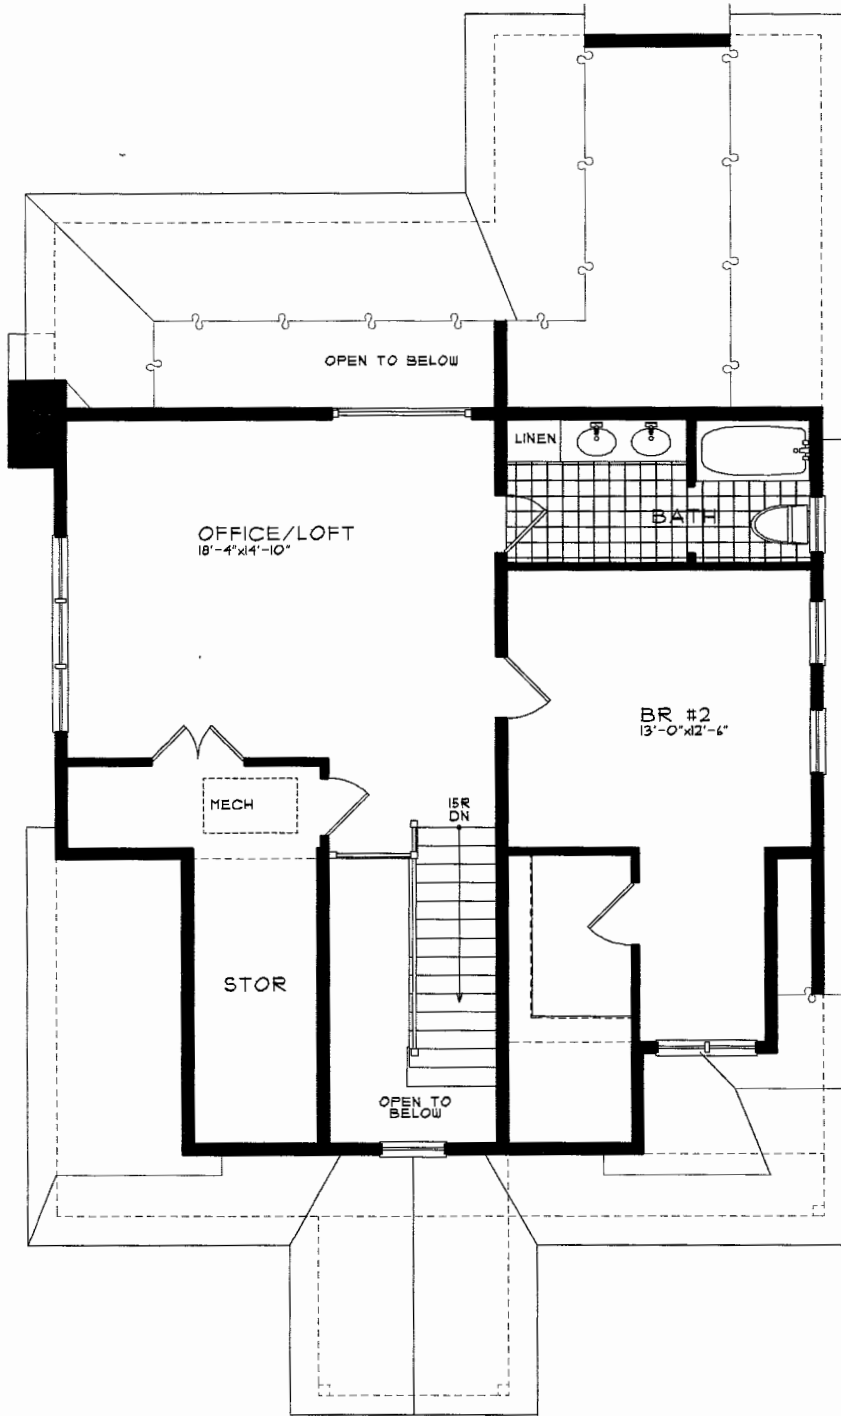 OPEN TO BELOW
LINEN
BATH
OFFICE/LOFT
18'-4"x14'-10"
BR #2
13'-0"x12'-6"
MECH
15R
DN
STOR
OPEN TO
BELOW